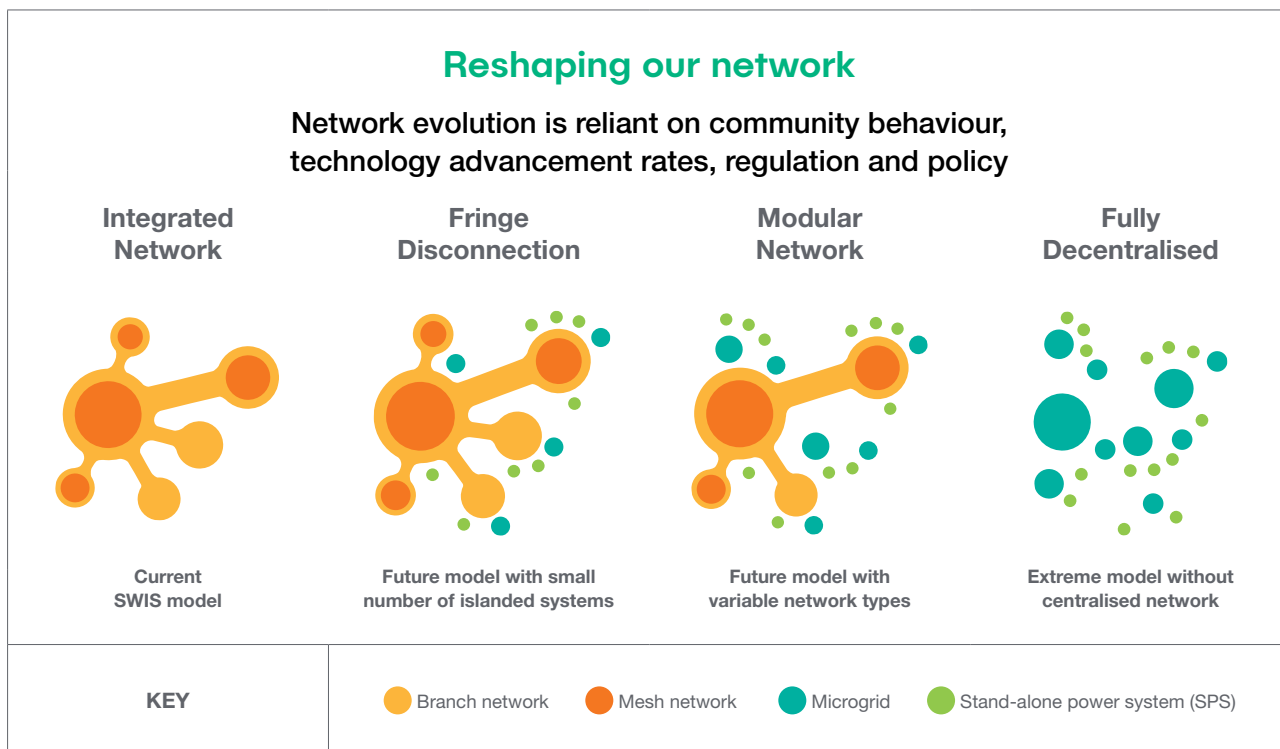 Reshaping our network
Network evolution is reliant on community behaviour,
technology advancement rates, regulation and policy
Integrated
Network
Fringe
Disconnection
Modular
Network
Fully
Decentralised
Current
SWIS model
Future model with small
number of islanded systems
Future model with
variable network types
Extreme model without
centralised network
KEY
Branch network
Mesh network
Microgrid
Stand-alone power system (SPS)